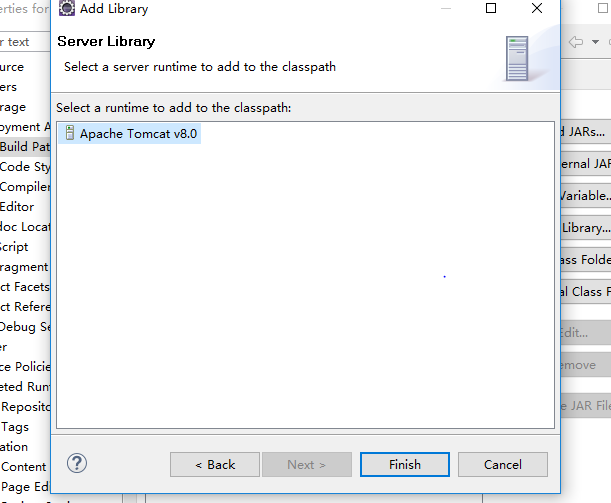 erties for
Add Library
r text
Server Library
Select a server runtime to add to the classpath
Select a runtime to add to the classpath:
Apache Tomcat v8.0
urce
ers
rage
oyment A
Build Pat
Code Sty
Compiler
Editor
doc Locat
Script
ragment
ct Facets
ct Refere
Debug Se
er
ce Policie
eted Run
Reposito
Tags
ation
Content
Page Ed
d JARs...
ernal JAR
Variable..
Library...
ass Folde
al Class F
Edit...
emove
e JAR File
?
< Back
Next >
Finish
Cancel